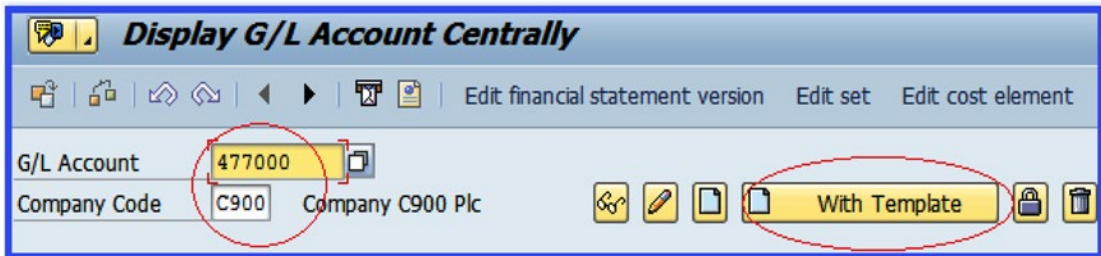 Display G/L Account Centrally
Edit financial statement version Edit set Edit cost element
G/L Account 477000
Company Code C900 Company C900 Plc With Template